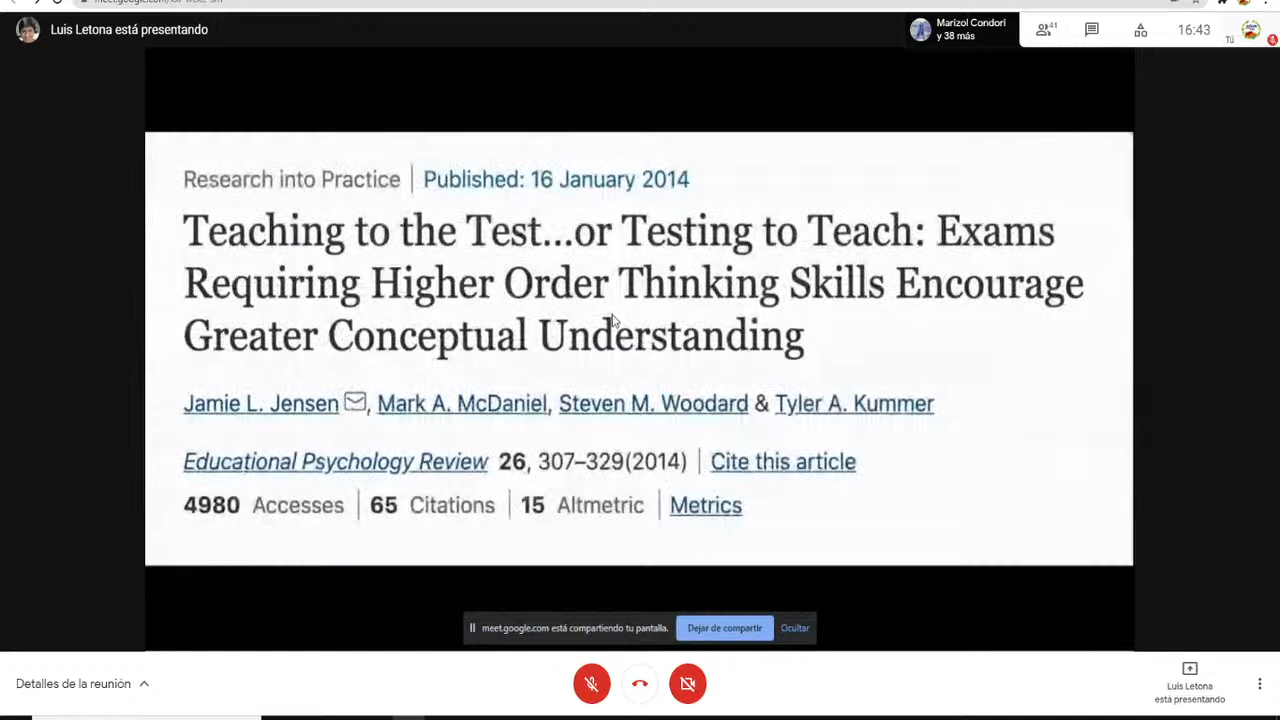 Luis Letona está presentando
Marizol Condori
y 38 más
41
16:43
Tú
Research into Practice | Published: 16 January 2014
Teaching to the Test...or Testing to Teach: Exams
Requiring Higher Order Thinking Skills Encourage
Greater Conceptual Understanding
Jamie L. Jensen, Mark A. McDaniel, Steven M. Woodard & Tyler A. Kummer
Educational Psychology Review 26, 307–329(2014) | Cite this article
4980 Accesses | 65 Citations | 15 Altmetric | Metrics
meet.google.com está compartiendo tu pantalla. Dejar de compartir Ocultar
Detalles de la reunión
Luis Letona
está presentando